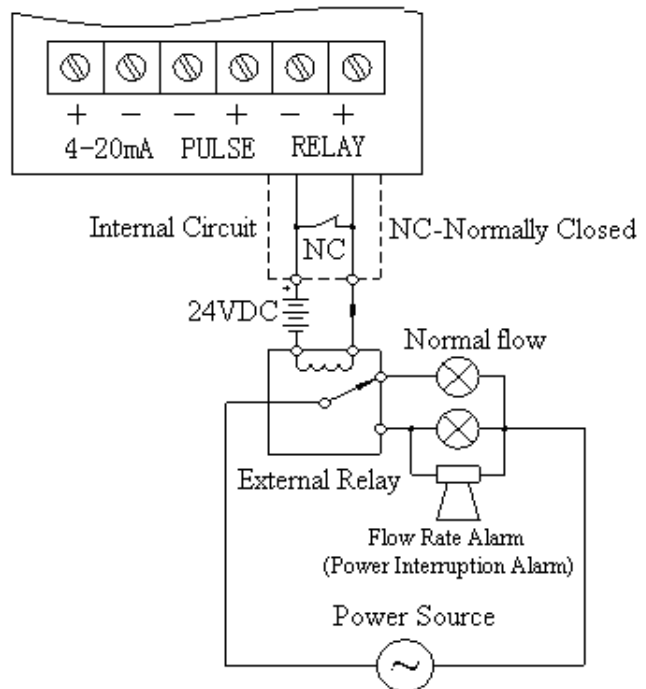 + − − + − +
4-20mA PULSE RELAY
Internal Circuit
NC
NC-Normally Closed
+
24VDC
Normal flow
External Relay
Flow Rate Alarm
(Power Interruption Alarm)
Power Source
~